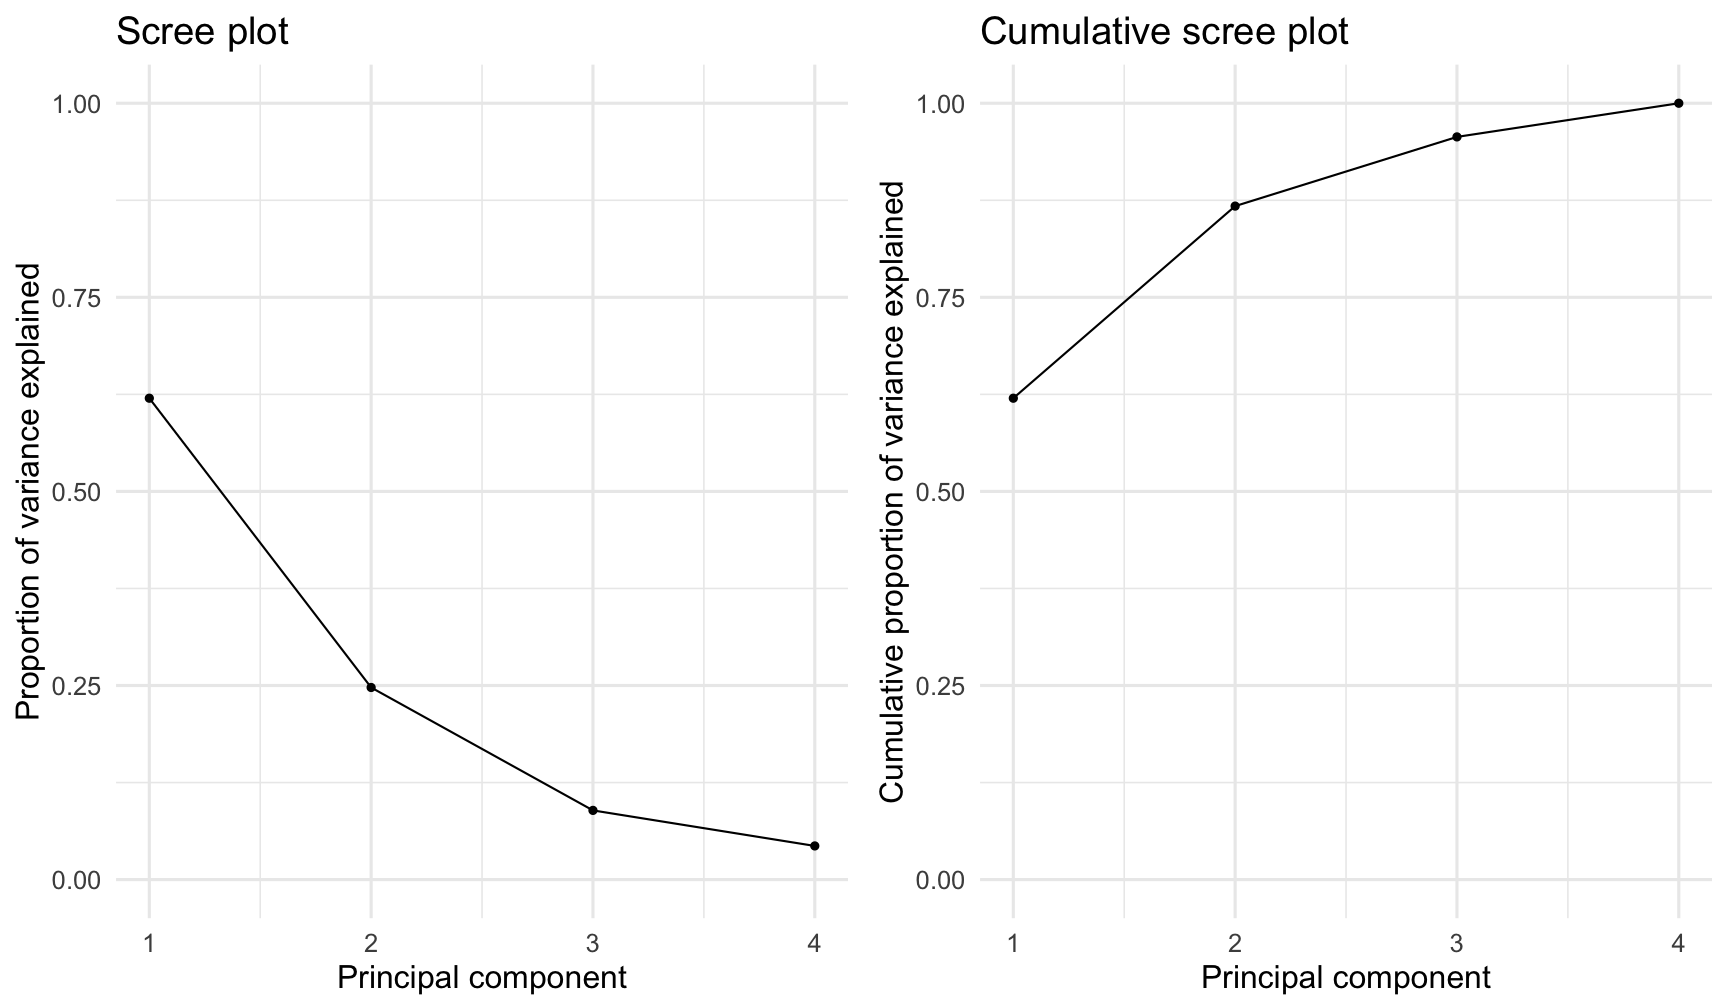 Scree plot
Proportion of variance explained
1.00
0.75
0.50
0.25
0.00
1 2 3 4
Principal component
Cumulative scree plot
Cumulative proportion of variance explained
1.00
0.75
0.50
0.25
0.00
1 2 3 4
Principal component